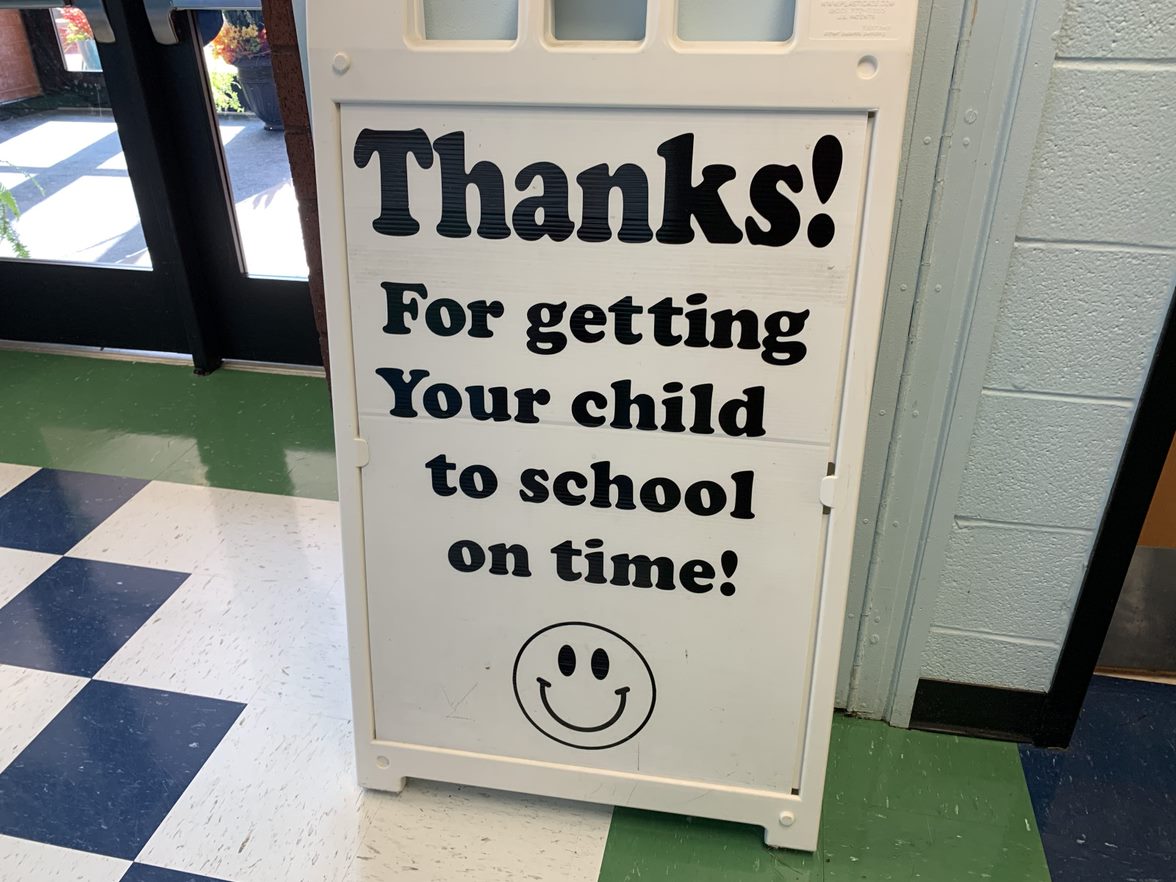 Thanks!
For getting
Your child
to school
on time!